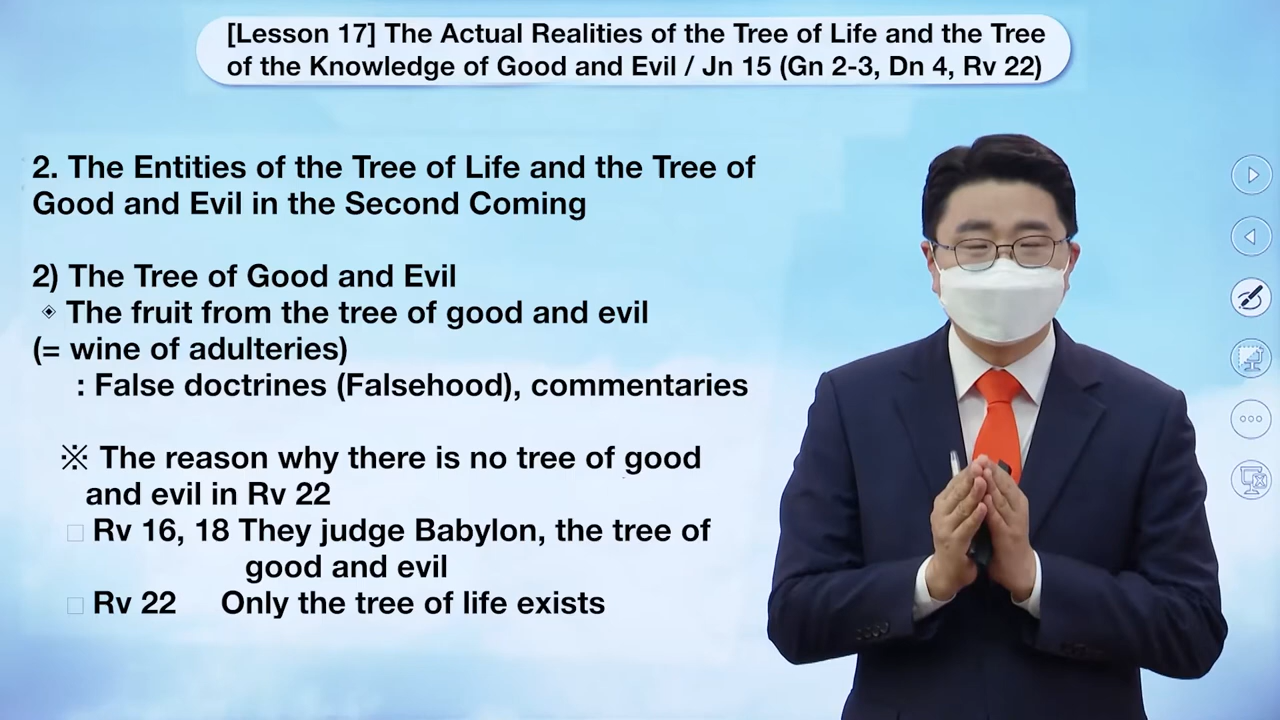 [Lesson 17] The Actual Realities of the Tree of Life and the Tree
of the Knowledge of Good and Evil / Jn 15 (Gn 2-3, Dn 4, Rv 22)
2. The Entities of the Tree of Life and the Tree of
Good and Evil in the Second Coming
2) The Tree of Good and Evil
◈ The fruit from the tree of good and evil
(= wine of adulteries)
: False doctrines (Falsehood), commentaries
※ The reason why there is no tree of good
and evil in Rv 22
□ Rv 16, 18 They judge Babylon, the tree of
good and evil
□ Rv 22 Only the tree of life exists